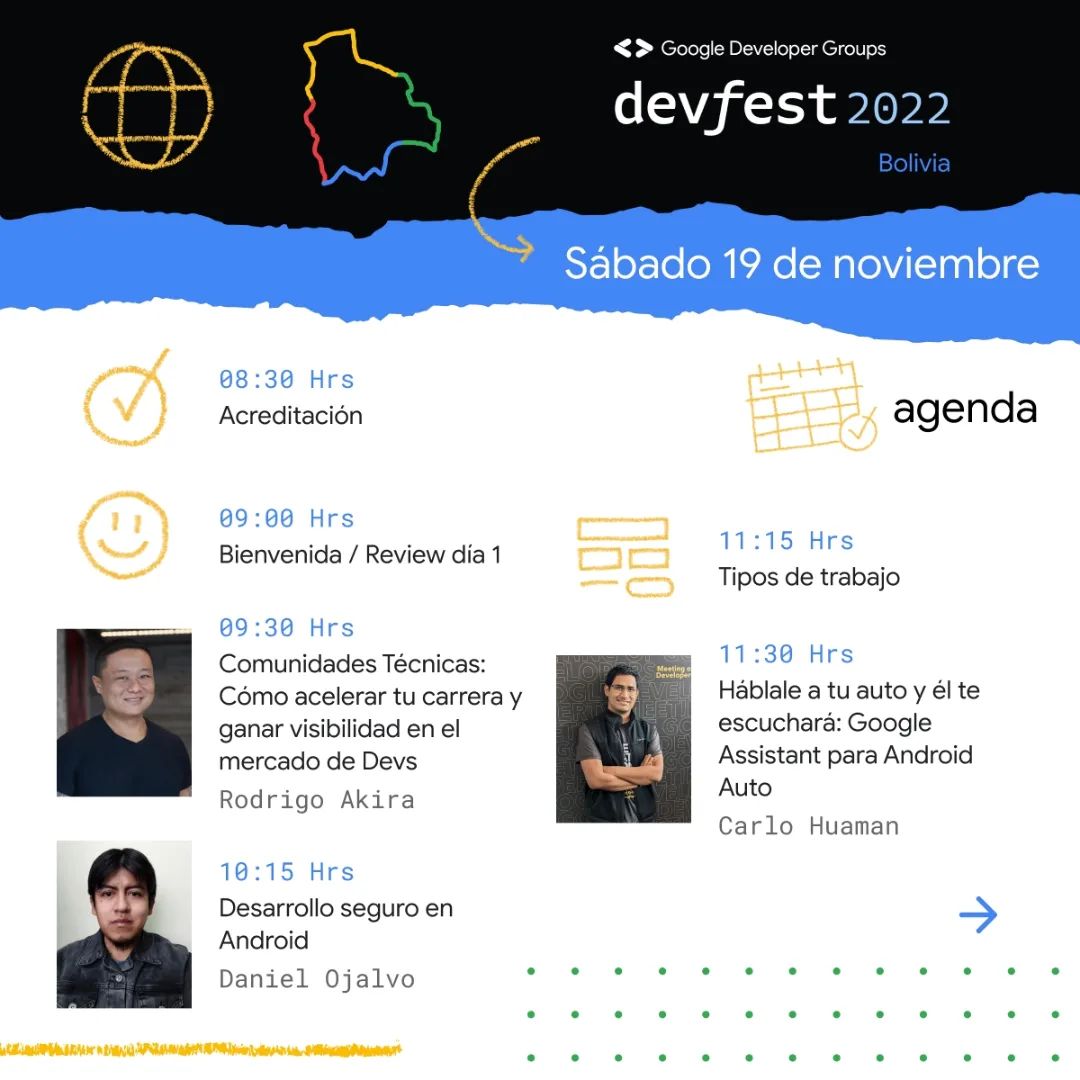 Google Developer Groups
devfest 2022
Bolivia
Sábado 19 de noviembre
agenda
08:30 Hrs
Acreditación
09:00 Hrs
Bienvenida / Review día 1
09:30 Hrs
Comunidades Técnicas:
Cómo acelerar tu carrera y
ganar visibilidad en el
mercado de Devs
Rodrigo Akira
10:15 Hrs
Desarrollo seguro en
Android
Daniel Ojalvo
11:15 Hrs
Tipos de trabajo
11:30 Hrs
Háblale a tu auto y él te
escuchará: Google
Assistant para Android
Auto
Carlo Huaman